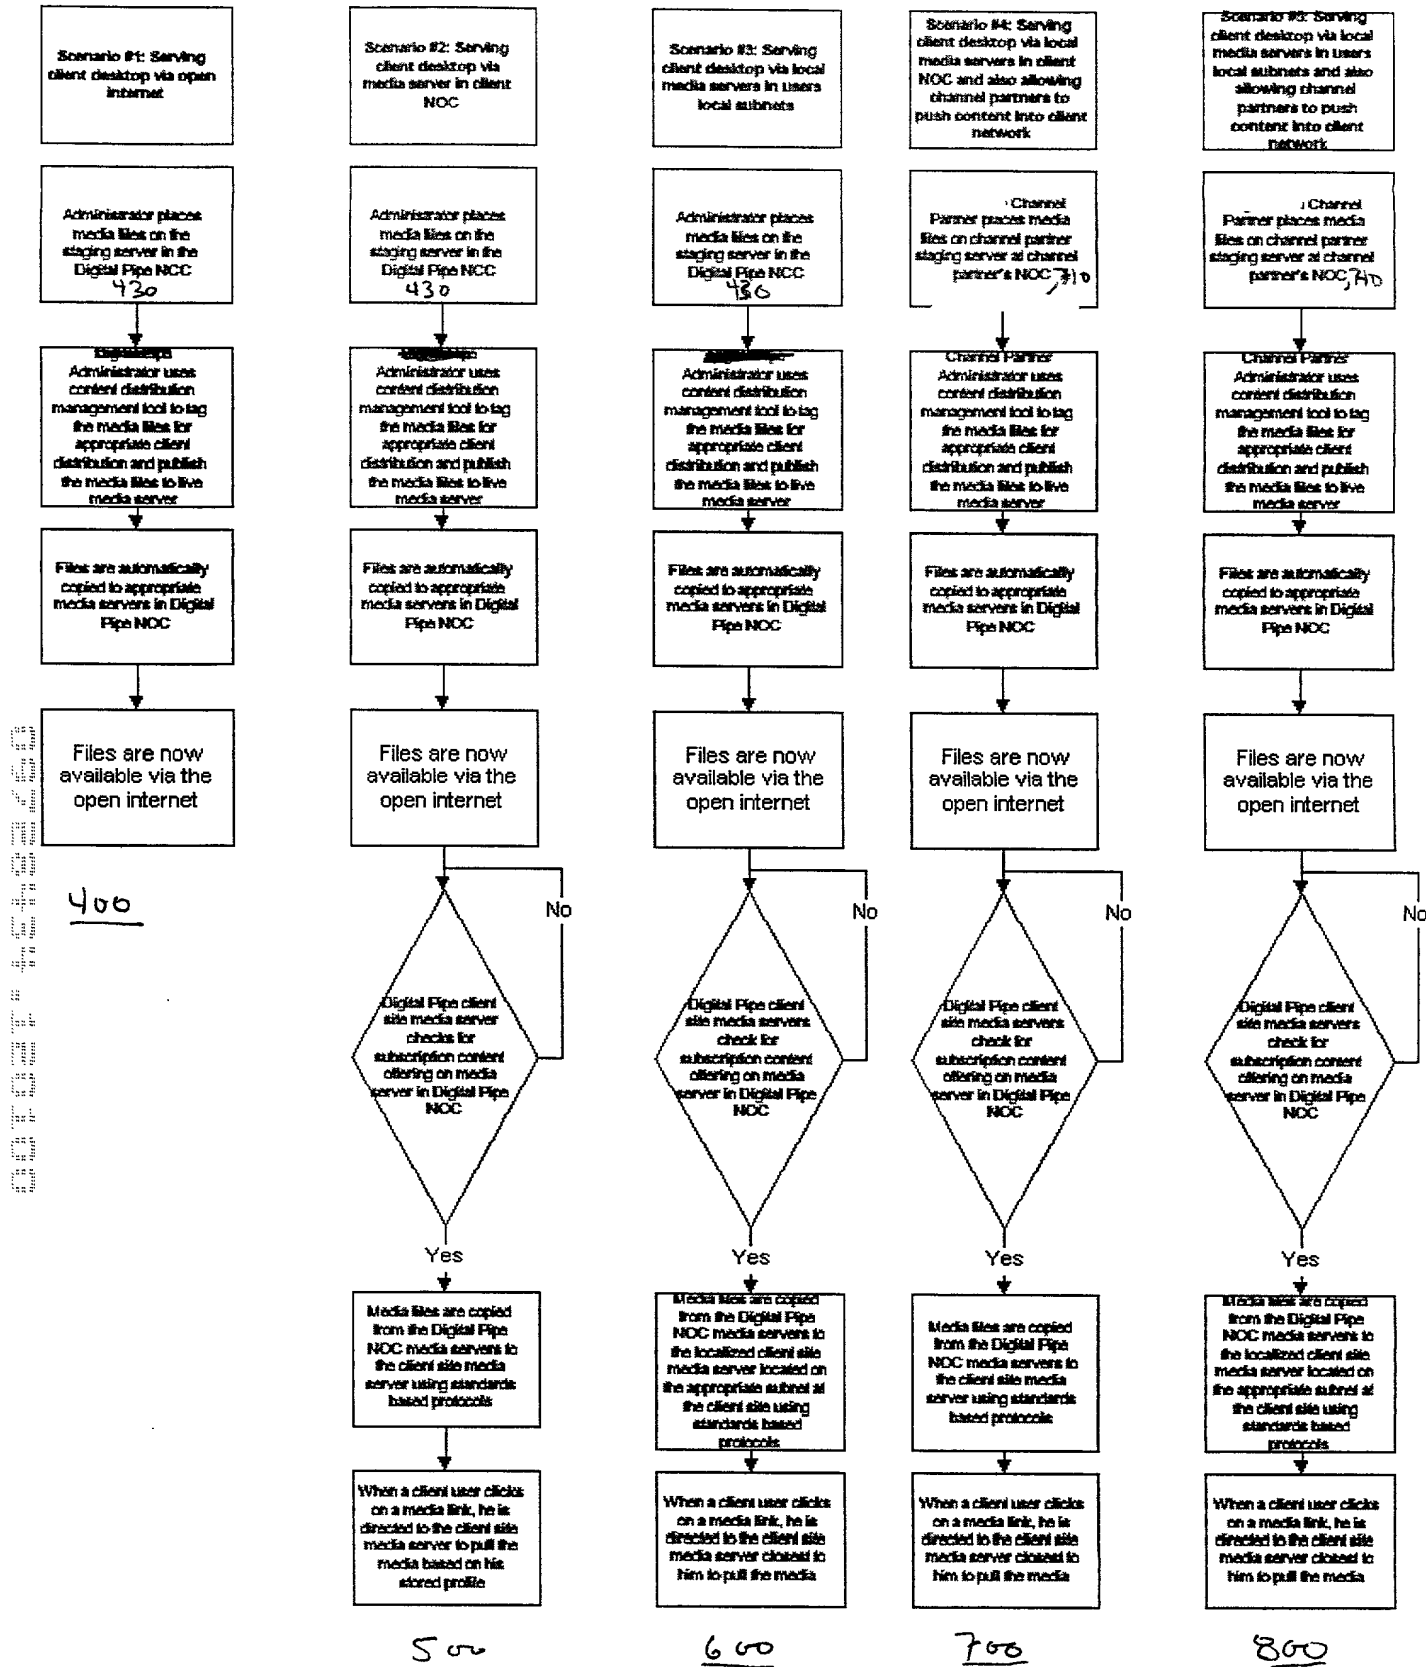 Scenario #1: Serving
client desktop via open
internet
Administrator places
media files on the
staging server in the
Digital Pipe NCC
430
Administrator uses
content distribution
management tool to tag
the media files for
appropriate client
distribution and publish
the media files to live
media server
Files are automatically
copied to appropriate
media servers in Digital
Pipe NOC
Files are now
available via the
open internet
400
Scenario #2: Serving
client desktop via
media server in client
NOC
Administrator places
media files on the
staging server in the
Digital Pipe NCC
430
Administrator uses
content distribution
management tool to tag
the media files for
appropriate client
distribution and publish
the media files to live
media server
Files are automatically
copied to appropriate
media servers in Digital
Pipe NOC
Files are now
available via the
open internet
No
Digital Pipe client
site media server
checks for
subscription content
offering on media
server in Digital Pipe
NOC
Yes
Media files are copied
from the Digital Pipe
NOC media servers to
the client site media
server using standards
based protocols
When a client user clicks
on a media link, he is
directed to the client site
media server to pull the
media based on his
stored profile
500
Scenario #3: Serving
client desktop via local
media servers in users
local subnets
Administrator places
media files on the
staging server in the
Digital Pipe NCC
430
Administrator uses
content distribution
management tool to tag
the media files for
appropriate client
distribution and publish
the media files to live
media server
Files are automatically
copied to appropriate
media servers in Digital
Pipe NOC
Files are now
available via the
open internet
No
Digital Pipe client
site media servers
check for
subscription content
offering on media
server in Digital Pipe
NOC
Yes
Media files are copied
from the Digital Pipe
NOC media servers to
the localized client site
media server located on
the appropriate subnet at
the client site using
standards based
protocols
When a client user clicks
on a media link, he is
directed to the client site
media server closest to
him to pull the media
600
Scenario #4: Serving
client desktop via local
media servers in client
NOC and also allowing
channel partners to
push content into client
network
Channel
Partner places media
files on channel partner
staging server at channel
partner's NOC ,710
Channel Partner
Administrator uses
content distribution
management tool to tag
the media files for
appropriate client
distribution and publish
the media files to live
media server
Files are automatically
copied to appropriate
media servers in Digital
Pipe NOC
Files are now
available via the
open internet
No
Digital Pipe client
site media servers
check for
subscription content
offering on media
server in Digital Pipe
NOC
Yes
Media files are copied
from the Digital Pipe
NOC media servers to
the client site media
server using standards
based protocols
When a client user clicks
on a media link, he is
directed to the client site
media server closest to
him to pull the media
700
Scenario #5: Serving
client desktop via local
media servers in users
local subnets and also
allowing channel
partners to push
content into client
network
Channel
Partner places media
files on channel partner
staging server at channel
partner's NOC ,710
Channel Partner
Administrator uses
content distribution
management tool to tag
the media files for
appropriate client
distribution and publish
the media files to live
media server
Files are automatically
copied to appropriate
media servers in Digital
Pipe NOC
Files are now
available via the
open internet
No
Digital Pipe client
site media servers
check for
subscription content
offering on media
server in Digital Pipe
NOC
Yes
Media files are copied
from the Digital Pipe
NOC media servers to
the localized client site
media server located on
the appropriate subnet at
the client site using
standards based
protocols
When a client user clicks
on a media link, he is
directed to the client site
media server closest to
him to pull the media
800